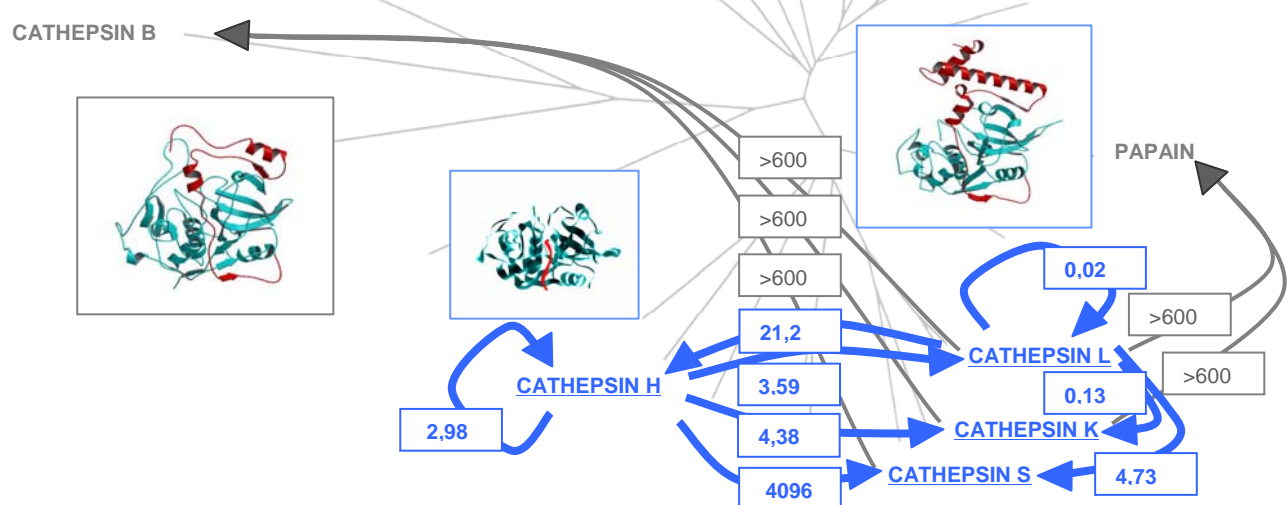 CATHEPSIN B
PAPAIN
>600
>600
>600
0,02
>600
21,2
CATHEPSIN L
>600
CATHEPSIN H
3,59
0,13
2,98
4,38
CATHEPSIN K
CATHEPSIN S
4,73
4096